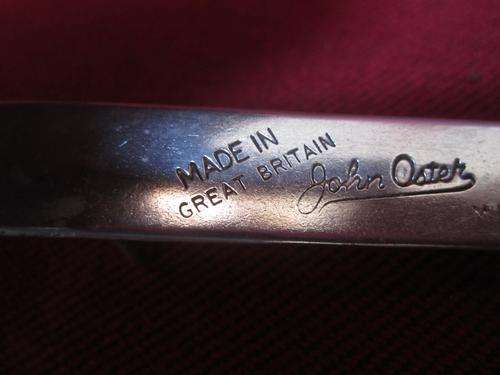 MADE IN
GREAT BRITAIN
John Oster